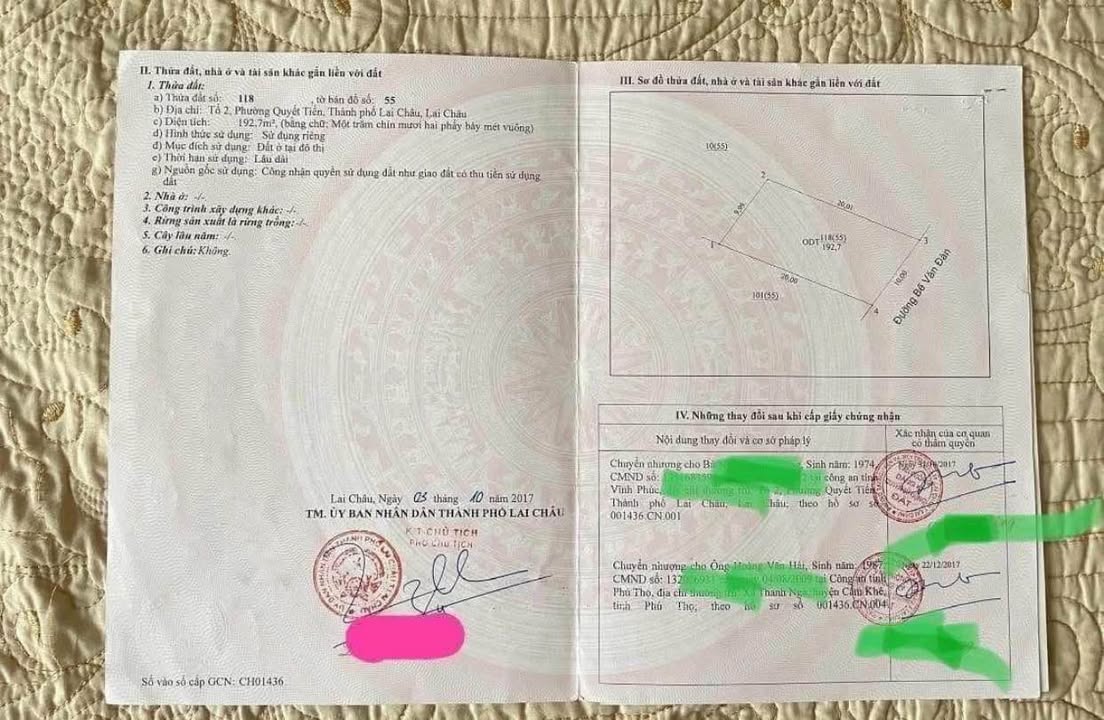 II. Thửa đất, nhà ở và tài sản khác gắn liền với đất
1. Thửa đất:
a) Thửa đất số: 118 , tờ bản đồ số: 55
b) Địa chỉ: Tổ 2, Phường Quyết Tiến, Thành phố Lai Châu, Lai Châu
c) Diện tích: 192,7m², (bằng chữ: Một trăm chín mươi hai phẩy bảy mét vuông)
d) Hình thức sử dụng: Sử dụng riêng
đ) Mục đích sử dụng: Đất ở tại đô thị
e) Thời hạn sử dụng: Lâu dài
g) Nguồn gốc sử dụng: Công nhận quyền sử dụng đất như giao đất có thu tiền sử dụng
đất
2. Nhà ở: -/-
3. Công trình xây dựng khác: -/-
4. Rừng sản xuất là rừng trồng: -/-
5. Cây lâu năm: -/-
6. Ghi chú: Không
Lai Châu, Ngày 03 tháng 10 năm 2017
TM. ỦY BAN NHÂN DÂN THÀNH PHỐ LAI CHÂU
K.T CHỦ TỊCH
PHÓ CHỦ TỊCH
Số vào sổ cấp GCN: CH01436
III. Sơ đồ thửa đất, nhà ở và tài sản khác gắn liền với đất
10(55)
2
9,96
20,01
1
ODT 118(55)
192,7
3
20,00
10,00
101(55)
4
Đường Bế Văn Đàn
IV. Những thay đổi sau khi cấp giấy chứng nhận
Nội dung thay đổi và cơ sở pháp lý
Xác nhận của cơ quan
có thẩm quyền
Chuyển nhượng cho Sinh năm: 1974,
CMND số: tại công an tỉnh
Vĩnh Phúc, Phường Quyết Tiến
Thành phố Lai Châu, Châu; theo hồ sơ số
001436.CN.001
2017
Chuyển nhượng cho Ông Hoàng Văn Hải, Sinh năm: 1987
CMND số: 04/08/2009 tại Công an tỉnh
Phú Thọ, địa chỉ thường trú: Xã Thanh Nga, huyện Cẩm Khê,
tỉnh Phú Thọ; theo hồ sơ số 001436.CN.004
Ngày 22/12/2017